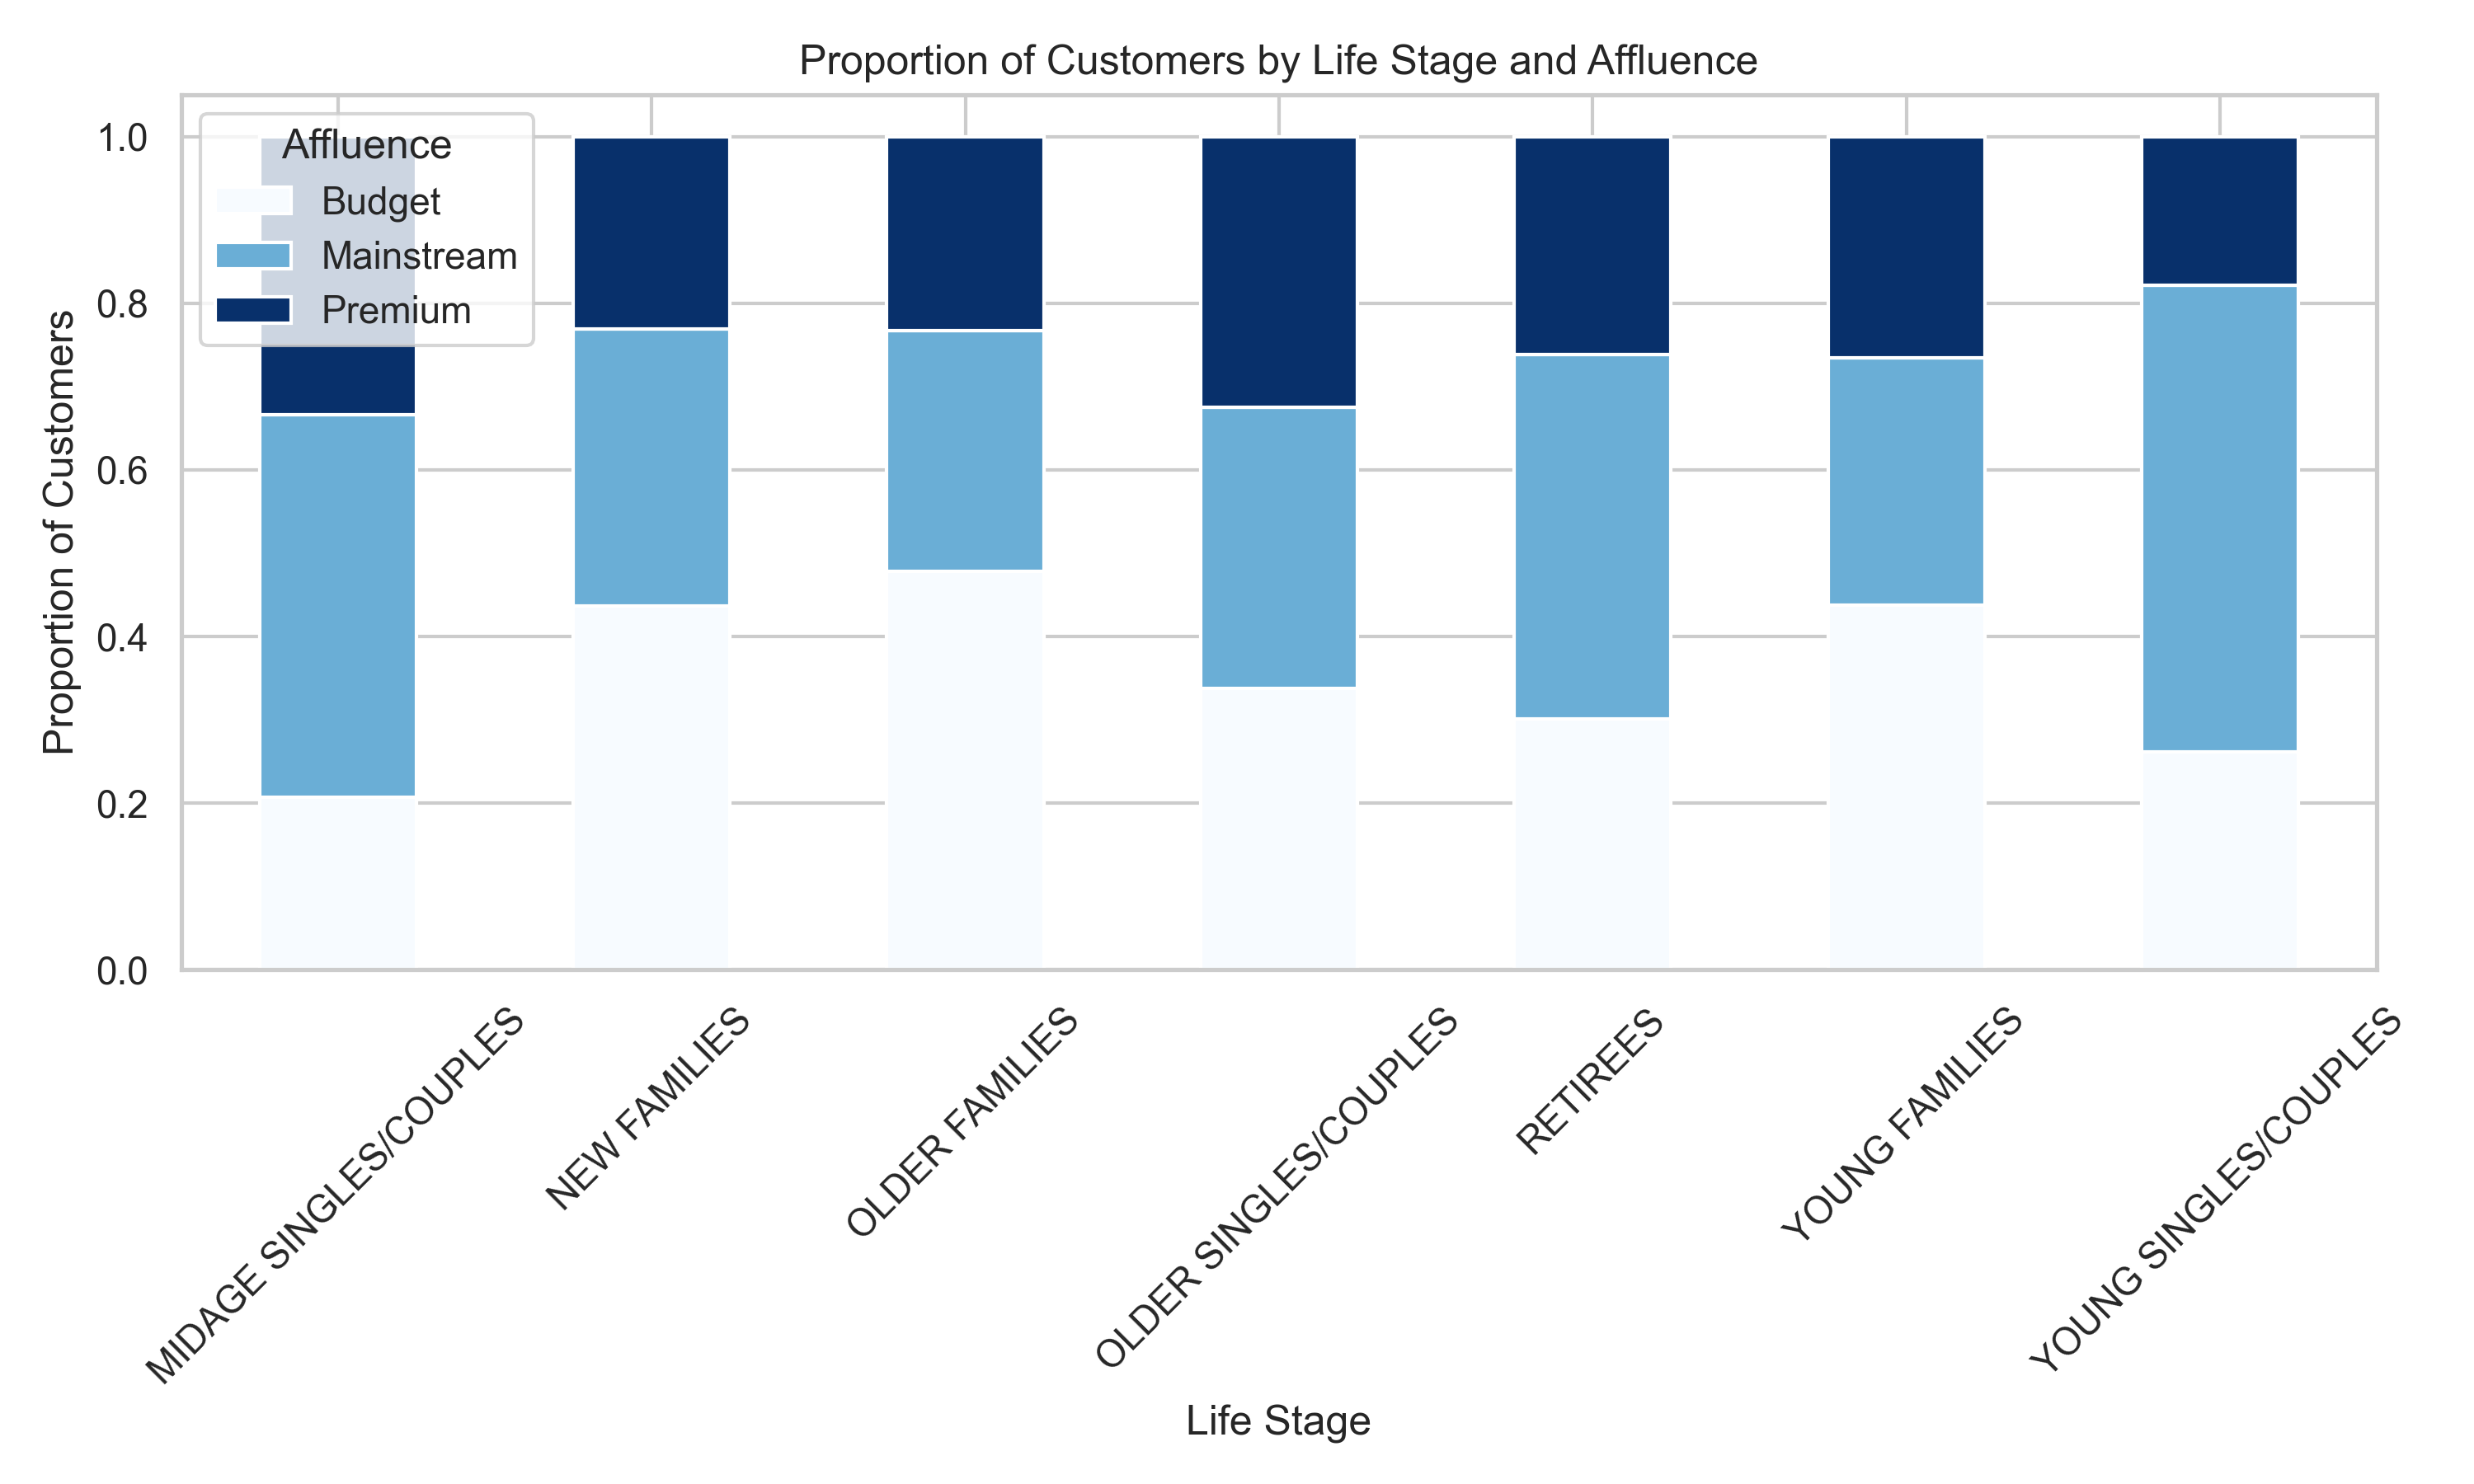 Proportion of Customers by Life Stage and Affluence
Affluence
Budget
Mainstream
Premium
Proportion of Customers
1.0
0.8
0.6
0.4
0.2
0.0
MIDAGE SINGLES/COUPLES
NEW FAMILIES
OLDER FAMILIES
OLDER SINGLES/COUPLES
RETIREES
YOUNG FAMILIES
YOUNG SINGLES/COUPLES
Life Stage